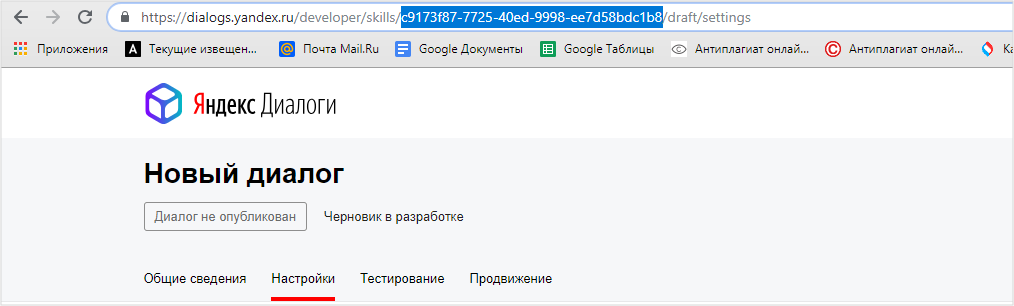 https://dialogs.yandex.ru/developer/skills/c9173f87-7725-40ed-9998-ee7d58bdc1b8/draft/settings
Приложения A Текущие извещен... @ Почта Mail.Ru Google Документы Google Таблицы Антиплагиат онлай... C Антиплагиат онлай... Ка
Яндекс Диалоги
Новый диалог
Диалог не опубликован Черновик в разработке
Общие сведения Настройки Тестирование Продвижение